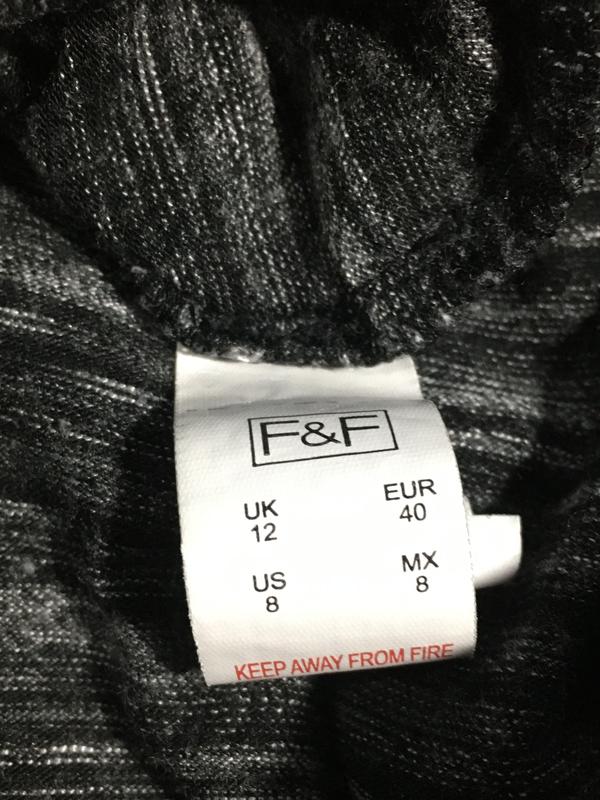 F&F
UK EUR
12 40
US MX
8 8
KEEP AWAY FROM FIRE